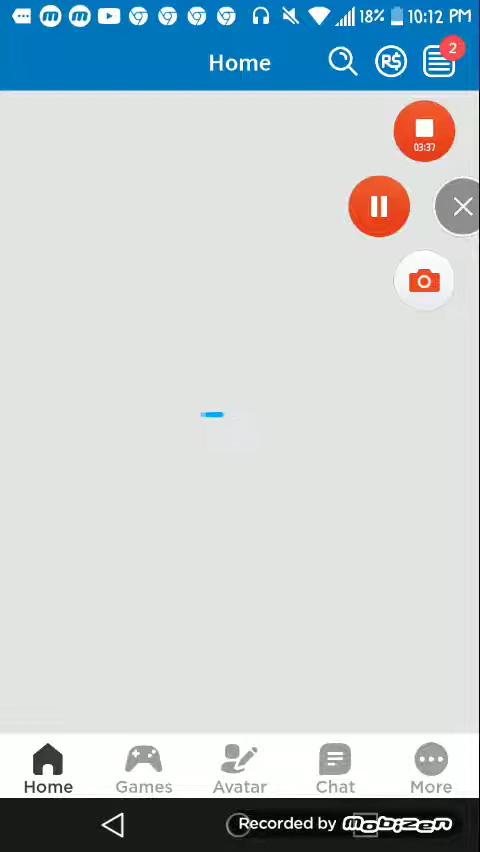 18% 10:12 PM
Home
R$
2
03:37
Home Games Avatar Chat More
Recorded by mobizen